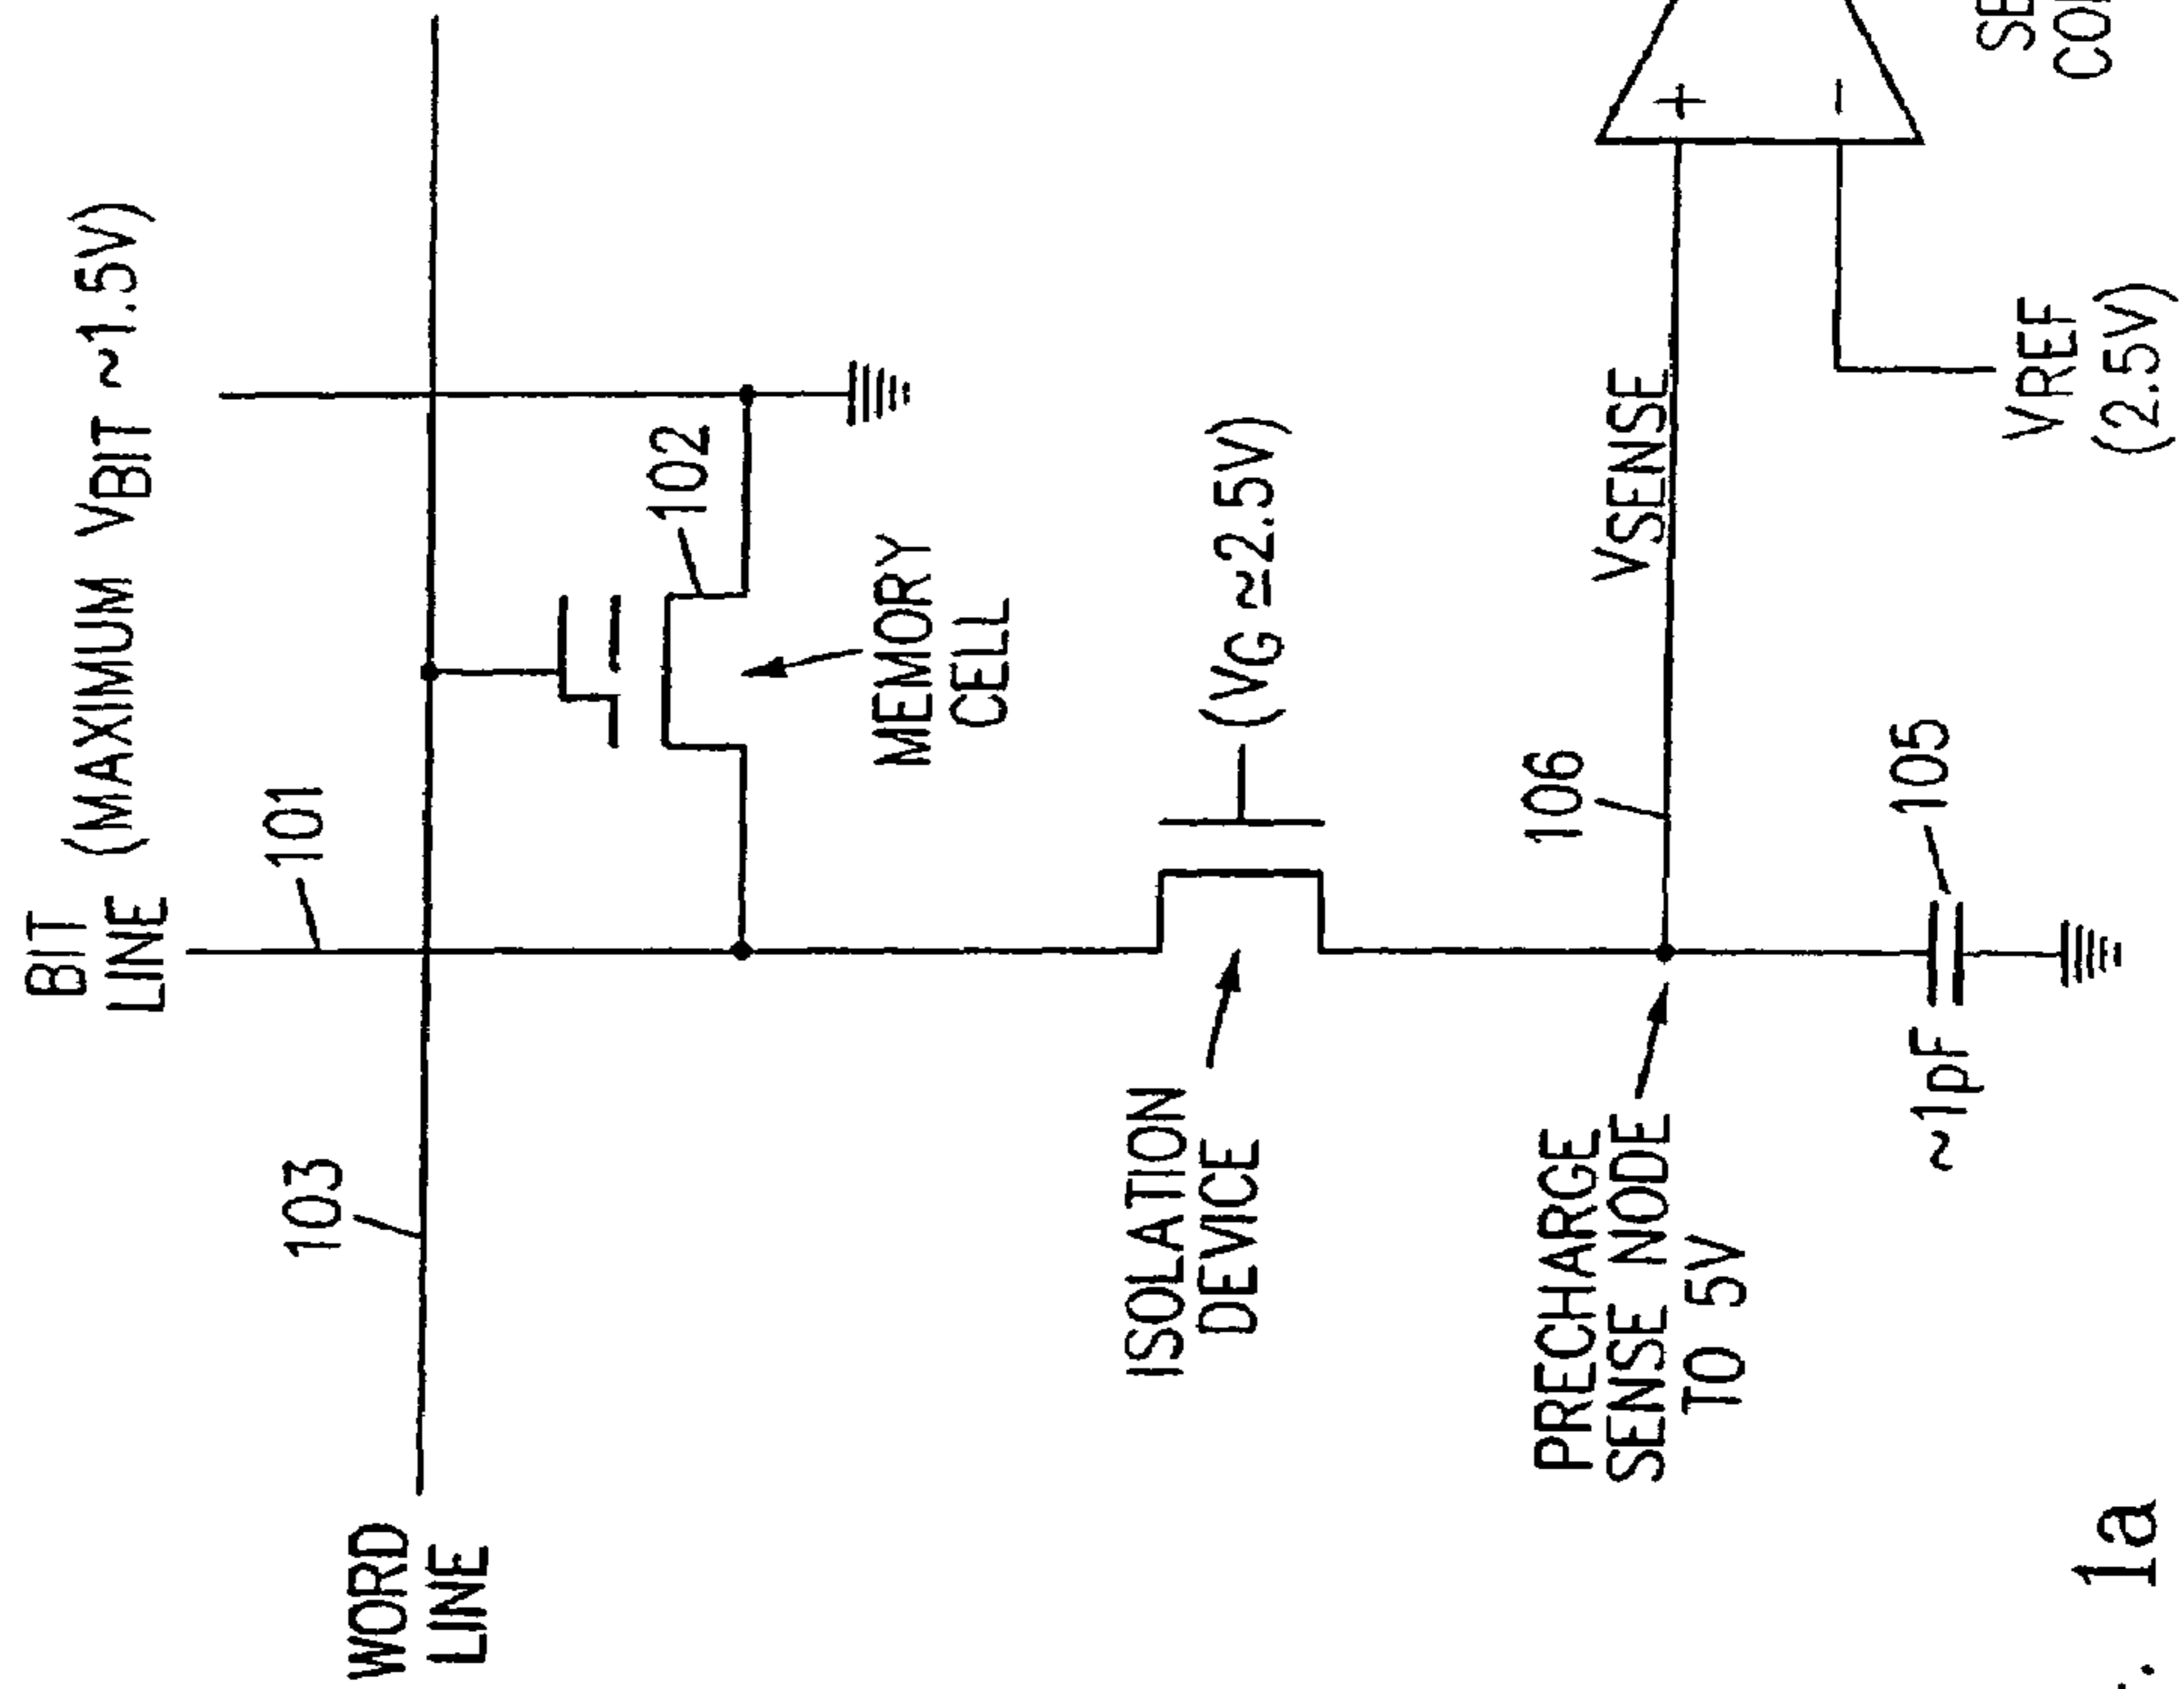 BIT
LINE
(MAXIMUM VBIT ~1.5V)
101
103
WORD
LINE
102
MEMORY
CELL
ISOLATION
DEVICE
(VG ≃2.5V)
PRECHARGE
SENSE NODE
TO 5V
106
VSENSE
~1pF
105
VREF
(2.5V)
+
−
1a